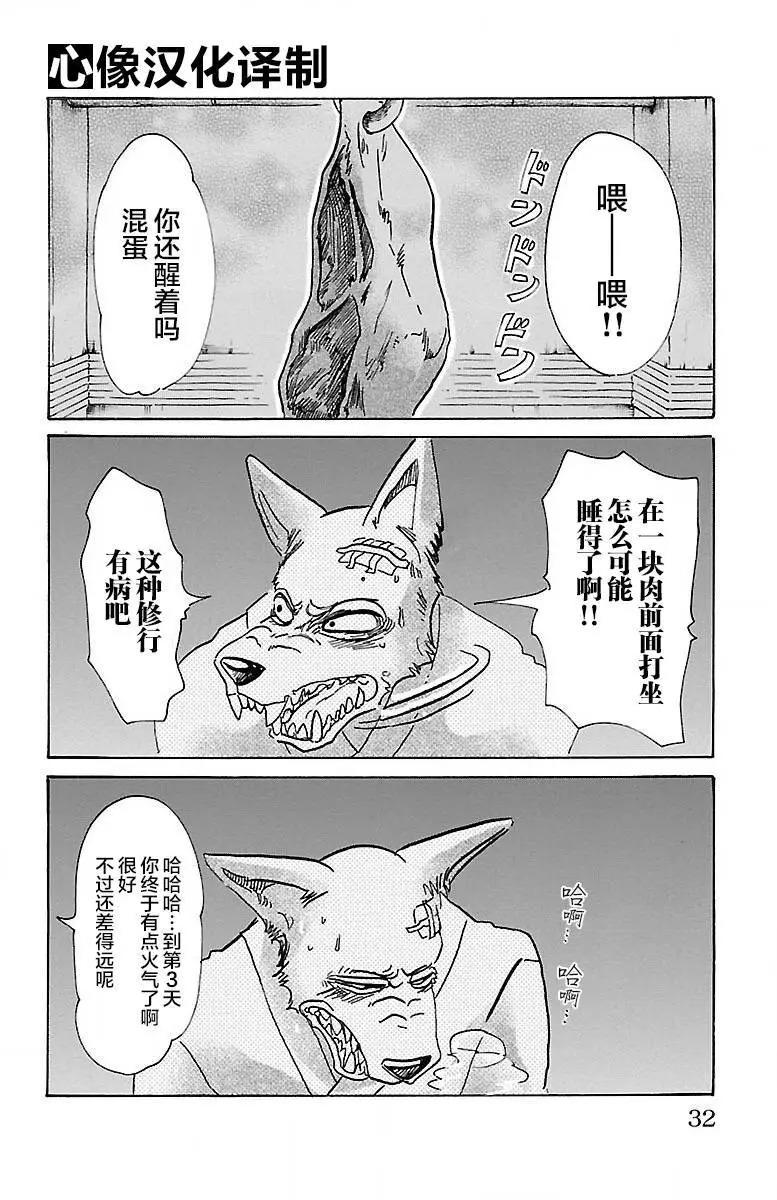 心像汉化译制
喂——喂!!
ドンドンドン
你还醒着吗
混蛋
在一块肉前面打坐
怎么可能
睡得了啊!!
这种修行
有病吧
哈啊…
哈啊…
哈哈哈…到第3天
你终于有点火气了啊
很好
不过还差得远呢
32